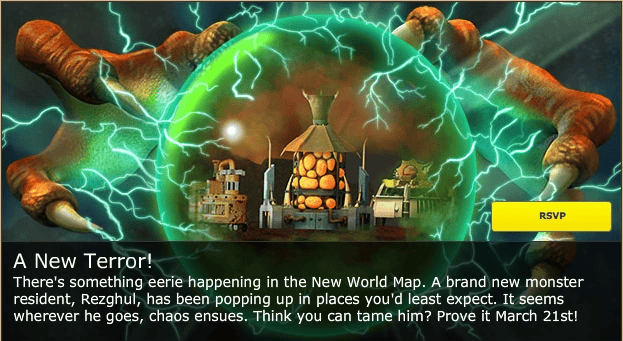 RSVP
A New Terror!
There's something eerie happening in the New World Map. A brand new monster
resident, Rezghul, has been popping up in places you'd least expect. It seems
wherever he goes, chaos ensues. Think you can tame him? Prove it March 21st!